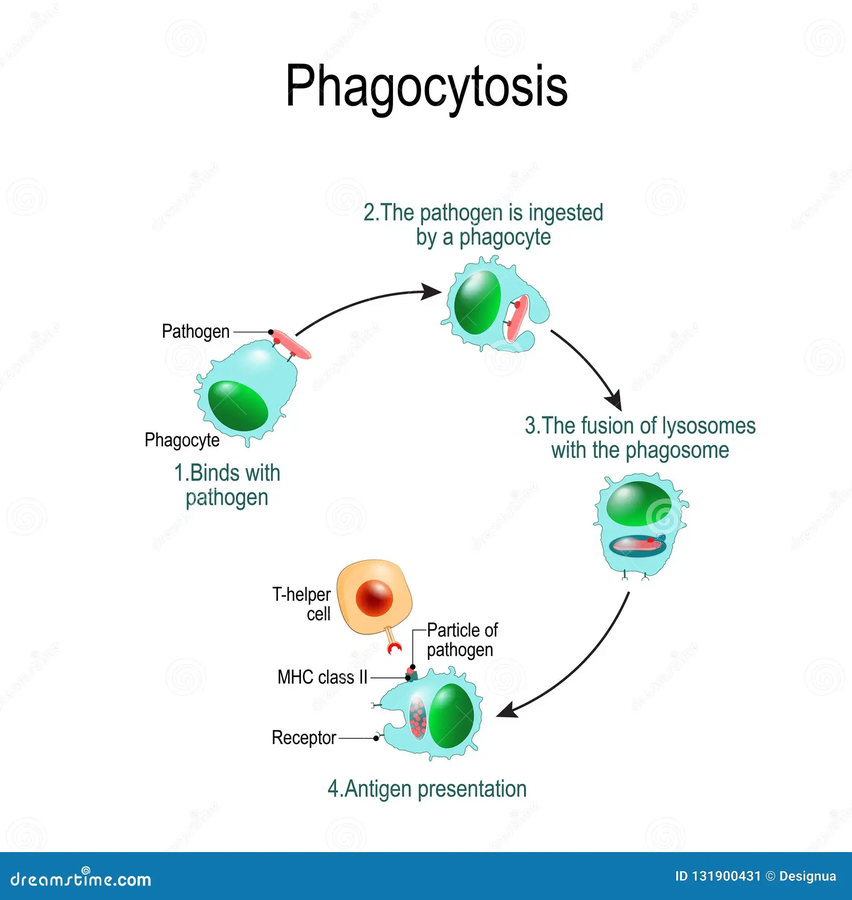 Phagocytosis
2.The pathogen is ingested
by a phagocyte
Pathogen
Phagocyte
1.Binds with
pathogen
3.The fusion of lysosomes
with the phagosome
T-helper
cell
Particle of
pathogen
MHC class II
Receptor
4.Antigen presentation
dreamstime.com
ID 131900431 © Designua